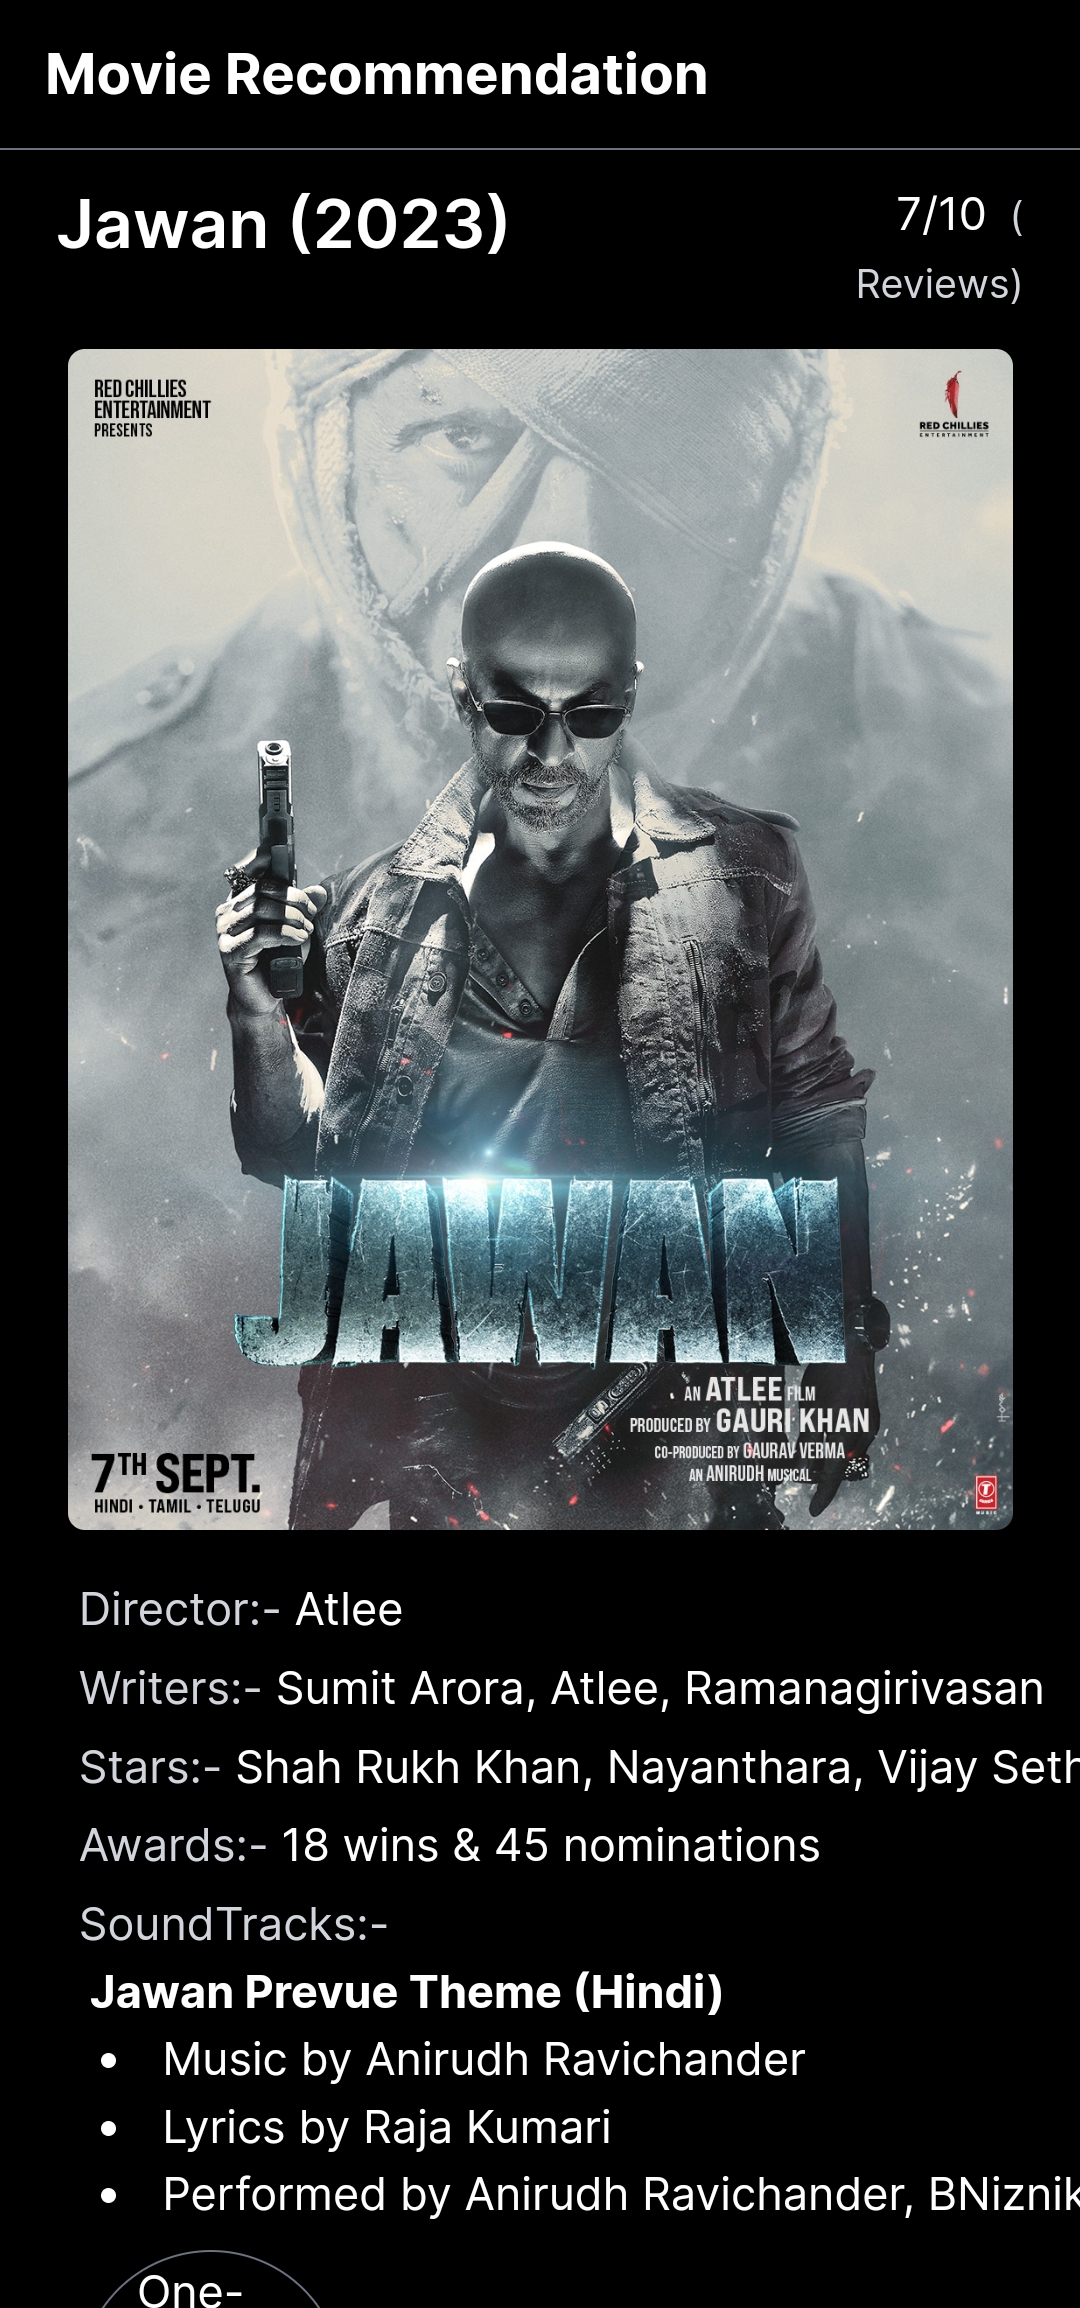 Movie Recommendation
Jawan (2023)
7/10 (
Reviews)
RED CHILLIES
ENTERTAINMENT
PRESENTS
RED CHILLIES
ENTERTAINMENT
JAWAN
AN ATLEE FILM
PRODUCED BY GAURI KHAN
CO-PRODUCED BY GAURAV VERMA
AN ANIRUDH MUSICAL
7TH SEPT.
HINDI • TAMIL • TELUGU
MUSIC
Director:- Atlee
Writers:- Sumit Arora, Atlee, Ramanagirivasan
Stars:- Shah Rukh Khan, Nayanthara, Vijay Seth
Awards:- 18 wins & 45 nominations
SoundTracks:-
Jawan Prevue Theme (Hindi)
• Music by Anirudh Ravichander
• Lyrics by Raja Kumari
• Performed by Anirudh Ravichander, BNiznik
One-